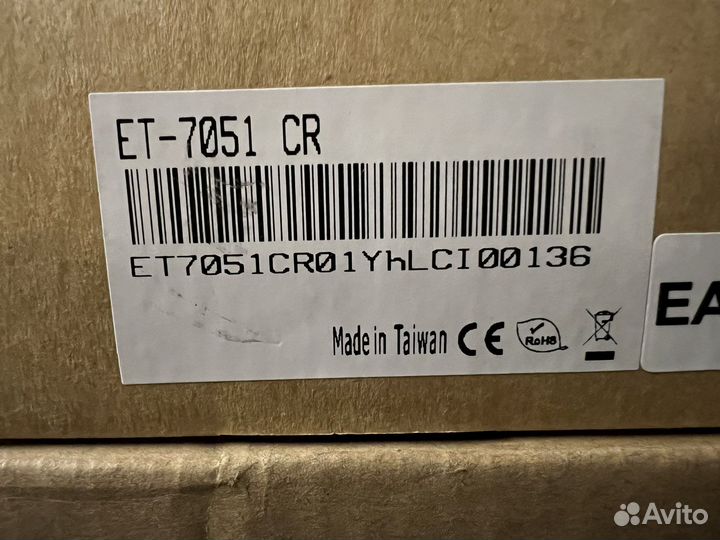 ET-7051 CR
ET7051CR01YhLCI00136
Made in Taiwan CE RoHS
EA
Avito